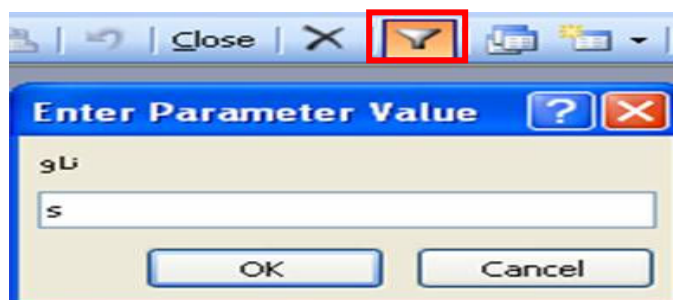 Close
Enter Parameter Value
ناو
s
OK
Cancel